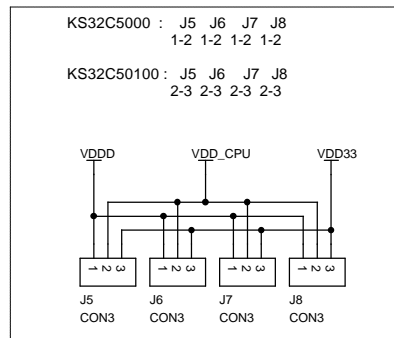 KS32C5000 : J5 J6 J7 J8
1-2 1-2 1-2 1-2
KS32C50100 : J5 J6 J7 J8
2-3 2-3 2-3 2-3
VDDD VDD_CPU VDD33
1 2 3 1 2 3 1 2 3 1 2 3
J5 J6 J7 J8
CON3 CON3 CON3 CON3